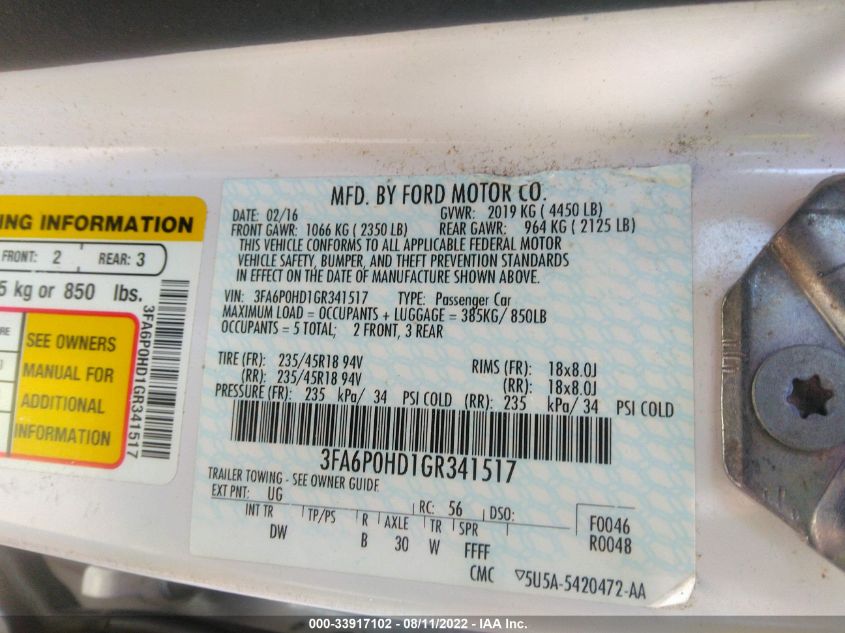 NG INFORMATION
FRONT: 2 REAR: 3
5 kg or 850 lbs.
SEE OWNERS
MANUAL FOR
ADDITIONAL
INFORMATION
3FA6P0HD1GR341517
MFD. BY FORD MOTOR CO.
DATE: 02/16 GVWR: 2019 KG ( 4450 LB)
FRONT GAWR: 1066 KG ( 2350 LB) REAR GAWR: 964 KG ( 2125 LB)
THIS VEHICLE CONFORMS TO ALL APPLICABLE FEDERAL MOTOR
VEHICLE SAFETY, BUMPER, AND THEFT PREVENTION STANDARDS
IN EFFECT ON THE DATE OF MANUFACTURE SHOWN ABOVE.
VIN: 3FA6P0HD1GR341517 TYPE: Passenger Car
MAXIMUM LOAD = OCCUPANTS + LUGGAGE = 385KG/ 850LB
OCCUPANTS = 5 TOTAL; 2 FRONT, 3 REAR
TIRE (FR): 235/45R18 94V RIMS (FR): 18x8.0J
(RR): 235/45R18 94V (RR): 18x8.0J
PRESSURE (FR): 235 kPa/ 34 PSI COLD (RR): 235 kPa/ 34 PSI COLD
3FA6P0HD1GR341517
TRAILER TOWING - SEE OWNER GUIDE
EXT PNT: UG RC: 56 DSO: F0046
INT TR TP/PS R AXLE TR SPR R0048
DW B 30 W FFFF
CMC ▽5U5A-5420472-AA
000-33917102 - 08/11/2022 - IAA Inc.